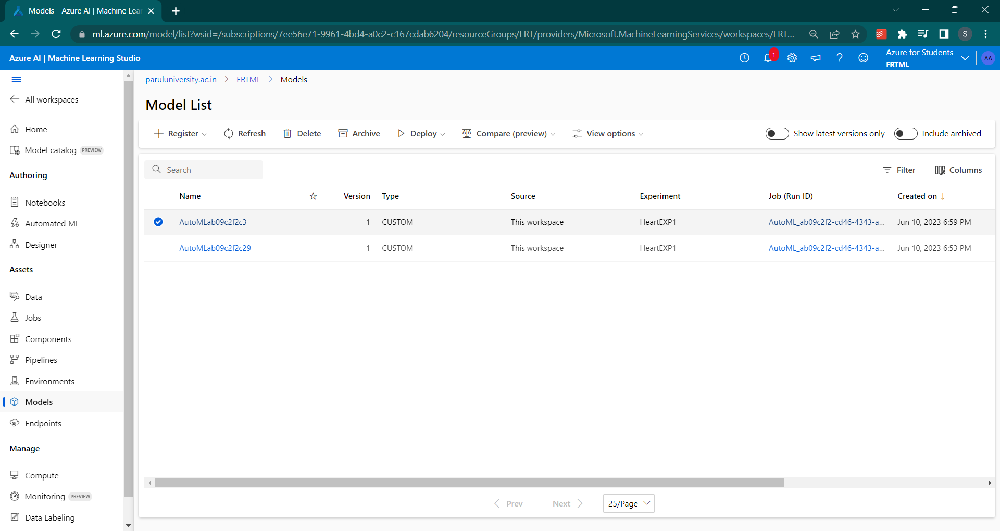 Models - Azure AI | Machine Lear
ml.azure.com/model/list?wsid=/subscriptions/7ee56e71-9961-4bd4-a0c2-c167cdab6204/resourceGroups/FRT/providers/Microsoft.MachineLearningServices/workspaces/FRT...
S
Azure AI | Machine Learning Studio
1
Azure for Students
FRTML
AA
All workspaces
Home
Model catalog PREVIEW
Authoring
Notebooks
Automated ML
Designer
Assets
Data
Jobs
Components
Pipelines
Environments
Models
Endpoints
Manage
Compute
Monitoring PREVIEW
Data Labeling
paruluniversity.ac.in > FRTML > Models
Model List
Register Refresh Delete Archive Deploy Compare (preview) View options Show latest versions only Include archived
Search Filter Columns
Name Version Type Source Experiment Job (Run ID) Created on ↓
AutoMLab09c2f2c3 1 CUSTOM This workspace HeartEXP1 AutoML_ab09c2f2-cd46-4343-a... Jun 10, 2023 6:59 PM
AutoMLab09c2f2c29 1 CUSTOM This workspace HeartEXP1 AutoML_ab09c2f2-cd46-4343-a... Jun 10, 2023 6:53 PM
Prev Next 25/Page